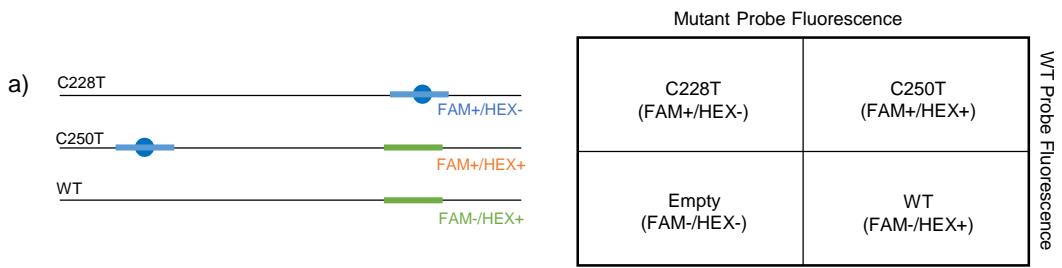 a)
C228T
FAM+/HEX-
C250T
FAM+/HEX+
WT
FAM-/HEX+
Mutant Probe Fluorescence
C228T
(FAM+/HEX-)
C250T
(FAM+/HEX+)
Empty
(FAM-/HEX-)
WT
(FAM-/HEX+)
WT Probe Fluorescence